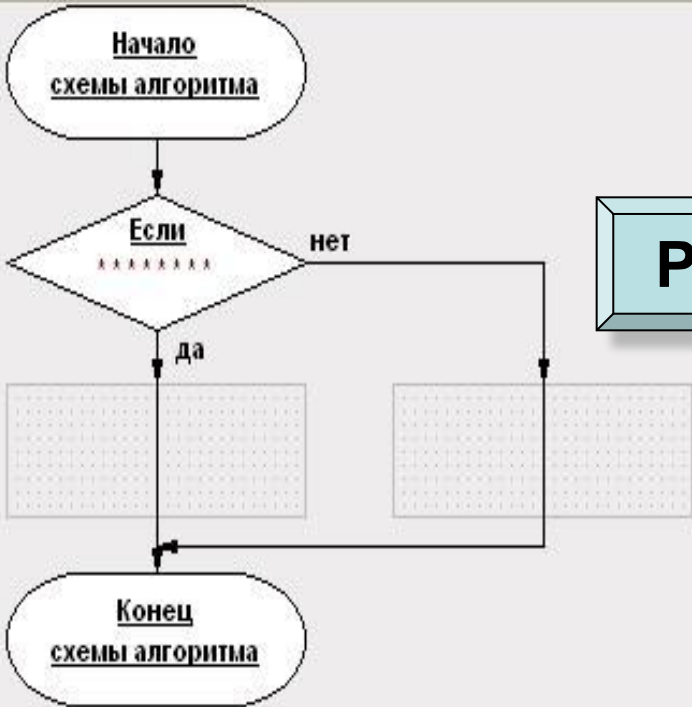 Начало
схемы алгоритма
Если
* * * * * * * *
нет
да
Конец
схемы алгоритма